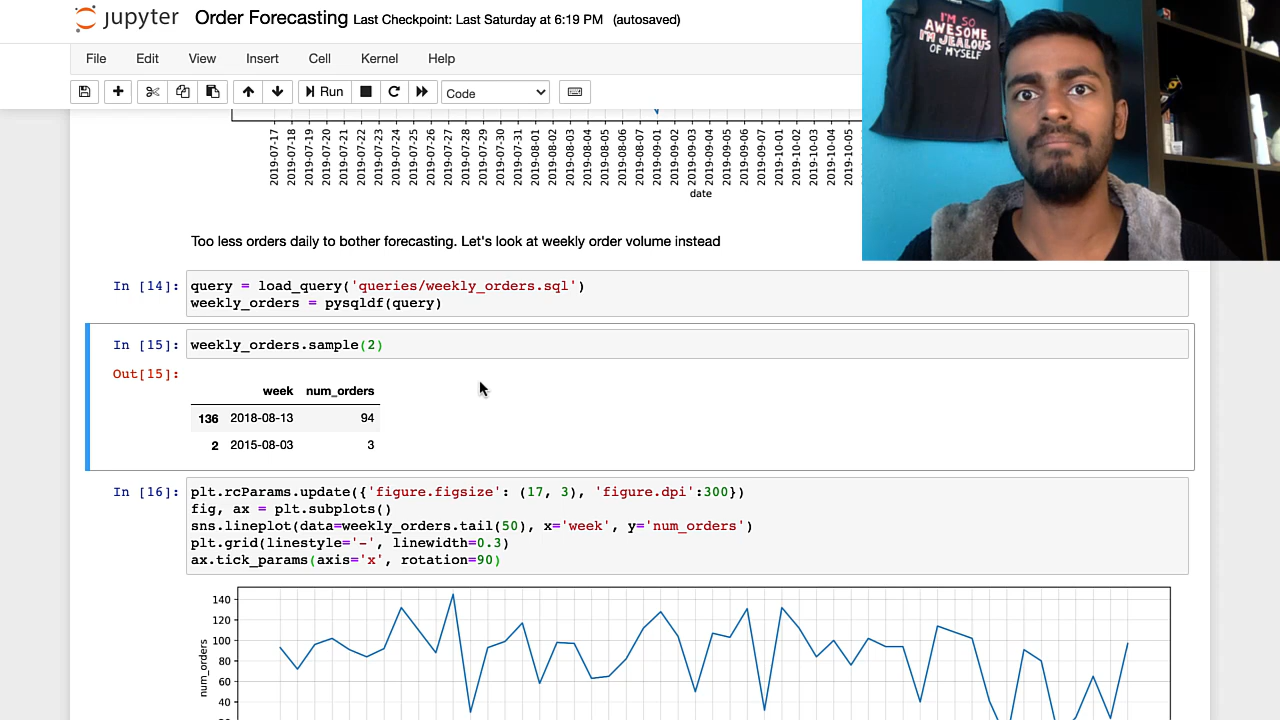 jupyter Order Forecasting Last Checkpoint: Last Saturday at 6:19 PM (autosaved)
File Edit View Insert Cell Kernel Help
Run Code
2019-07-17 2019-07-18 2019-07-19 2019-07-20 2019-07-21 2019-07-22 2019-07-23 2019-07-24 2019-07-25 2019-07-26 2019-07-27 2019-07-28 2019-07-29 2019-07-30 2019-07-31 2019-08-01 2019-08-02 2019-08-03 2019-08-04 2019-08-05 2019-08-06 2019-08-07 2019-09-01 2019-09-02 2019-09-03 2019-09-04 2019-09-05 2019-09-06 2019-09-07 2019-10-01 2019-10-02 2019-10-03 2019-10-04 2019-10-05
date
I'M SO
AWESOME
I'M JEALOUS
OF MYSELF
Too less orders daily to bother forecasting. Let's look at weekly order volume instead
In [14]: query = load_query('queries/weekly_orders.sql')
weekly_orders = pysqldf(query)
In [15]: weekly_orders.sample(2)
Out[15]:
week num_orders
136 2018-08-13 94
2 2015-08-03 3
In [16]: plt.rcParams.update({'figure.figsize': (17, 3), 'figure.dpi':300})
fig, ax = plt.subplots()
sns.lineplot(data=weekly_orders.tail(50), x='week', y='num_orders')
plt.grid(linestyle='-', linewidth=0.3)
ax.tick_params(axis='x', rotation=90)
140
120
100
80
60
40
num_orders